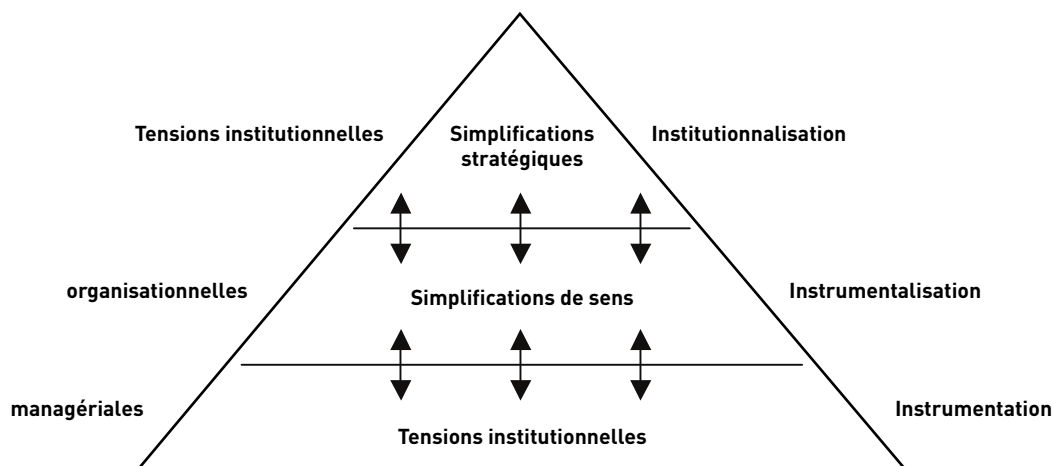 Tensions institutionnelles
Simplifications
stratégiques
Institutionnalisation
organisationnelles
Simplifications de sens
Instrumentalisation
managériales
Instrumentation
Tensions institutionnelles